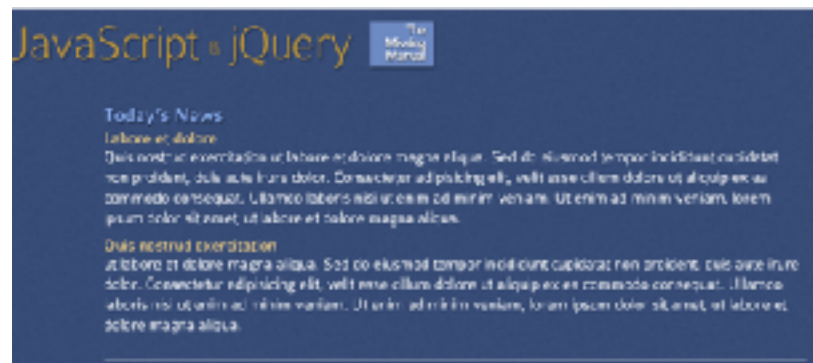 JavaScript & jQuery
The
Missing
Manual
Today's News
Labore et dolore
Quis nostrud exercitation ut labore et dolore magna aliqua. Sed do eiusmod tempor incididunt cupidatat
non proident, duis aute irure dolor. Consectetur adipisicing elit, velit esse cillum dolore ut aliquip ex ea
commodo consequat. Ullamco laboris nisi ut enim ad minim veniam. Ut enim ad minim veniam, lorem
ipsum dolor sit amet, ut labore et dolore magna aliqua.
Quis nostrud exercitation
ut labore et dolore magna aliqua. Sed do eiusmod tempor incididunt cupidatat non proident, duis aute irure
dolor. Consectetur adipisicing elit, velit esse cillum dolore ut aliquip ex ea commodo consequat. Ullamco
laboris nisi ut enim ad minim veniam. Ut enim ad minim veniam, lorem ipsum dolor sit amet, ut labore et
dolore magna aliqua.